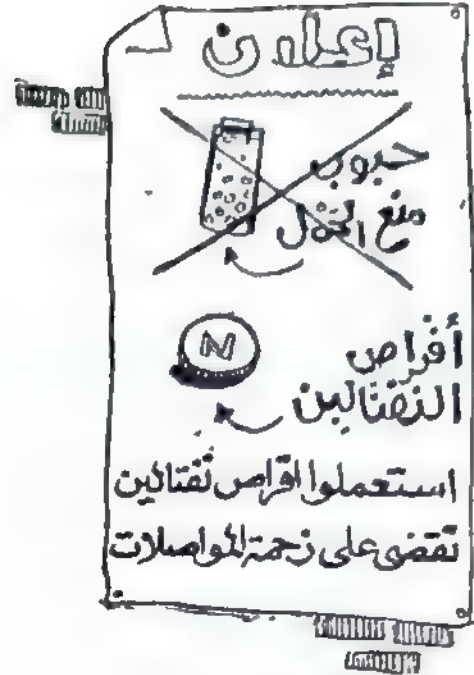 إعلان
حبوب
منع الحمل
N
أقراص
النفتالين
استعملوا اقراص نفتالين
تقضى على زحمة المواصلات